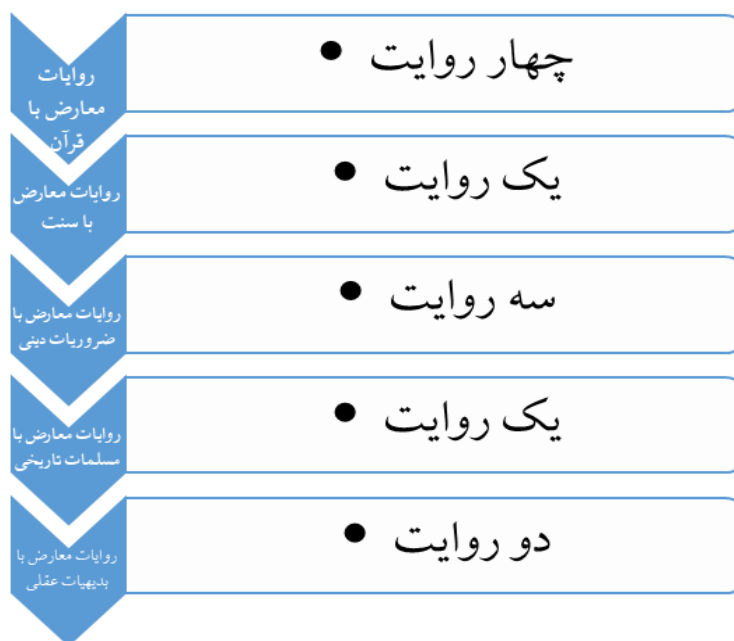 روایات
معارض با
قرآن
• چهار روایت
روایات معارض
با سنت
• یک روایت
روایات معارض با
ضروریات دینی
• سه روایت
روایات معارض با
مسلمات تاریخی
• یک روایت
روایات معارض با
بدیهیات عقلی
• دو روایت